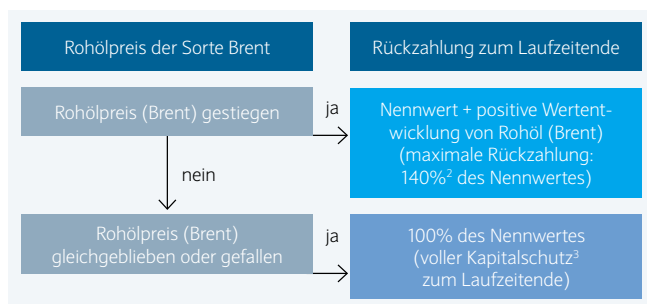 Rohölpreis der Sorte Brent
Rückzahlung zum Laufzeitende
Rohölpreis (Brent) gestiegen
ja
Nennwert + positive Wertent-
wicklung von Rohöl (Brent)
(maximale Rückzahlung:
140%² des Nennwertes)
nein
Rohölpreis (Brent)
gleichgeblieben oder gefallen
ja
100% des Nennwertes
(voller Kapitalschutz³
zum Laufzeitende)